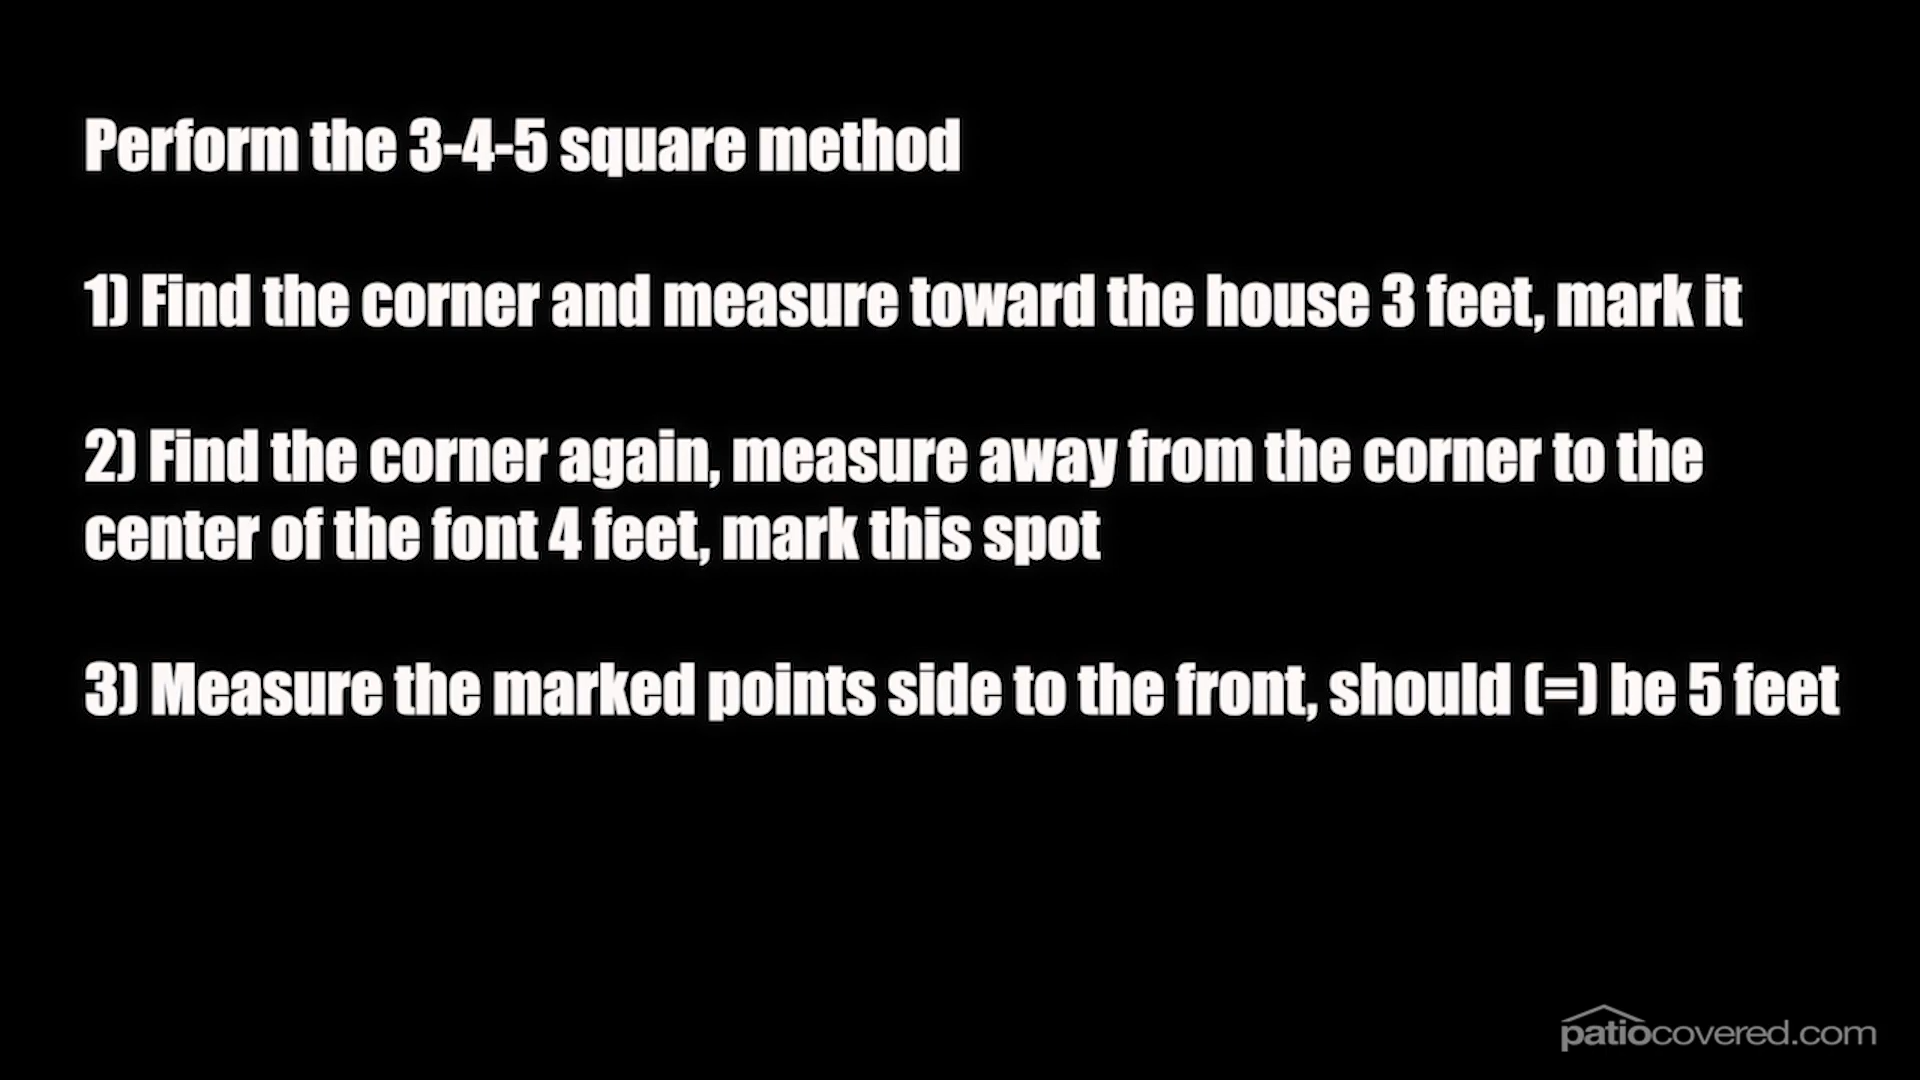 Perform the 3-4-5 square method
1) Find the corner and measure toward the house 3 feet, mark it
2) Find the corner again, measure away from the corner to the
center of the font 4 feet, mark this spot
3) Measure the marked points side to the front, should (=) be 5 feet
patiocovered.com